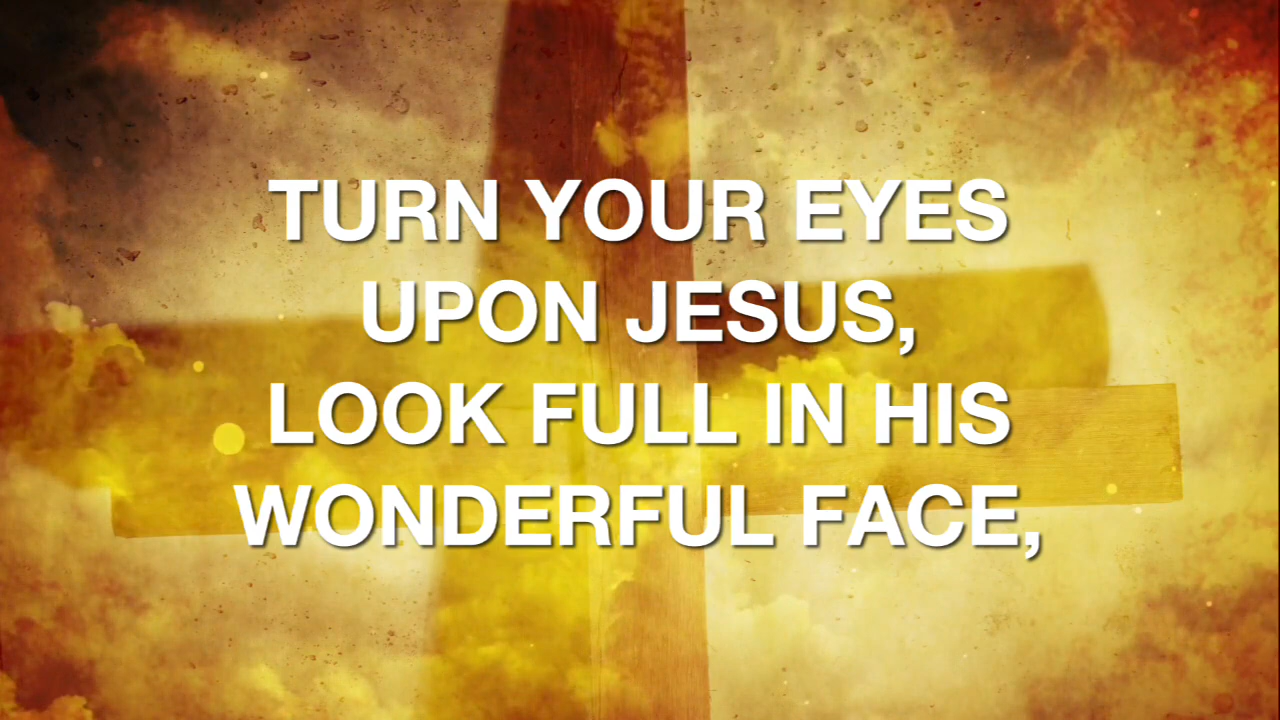 TURN YOUR EYES
UPON JESUS,
LOOK FULL IN HIS
WONDERFUL FACE,